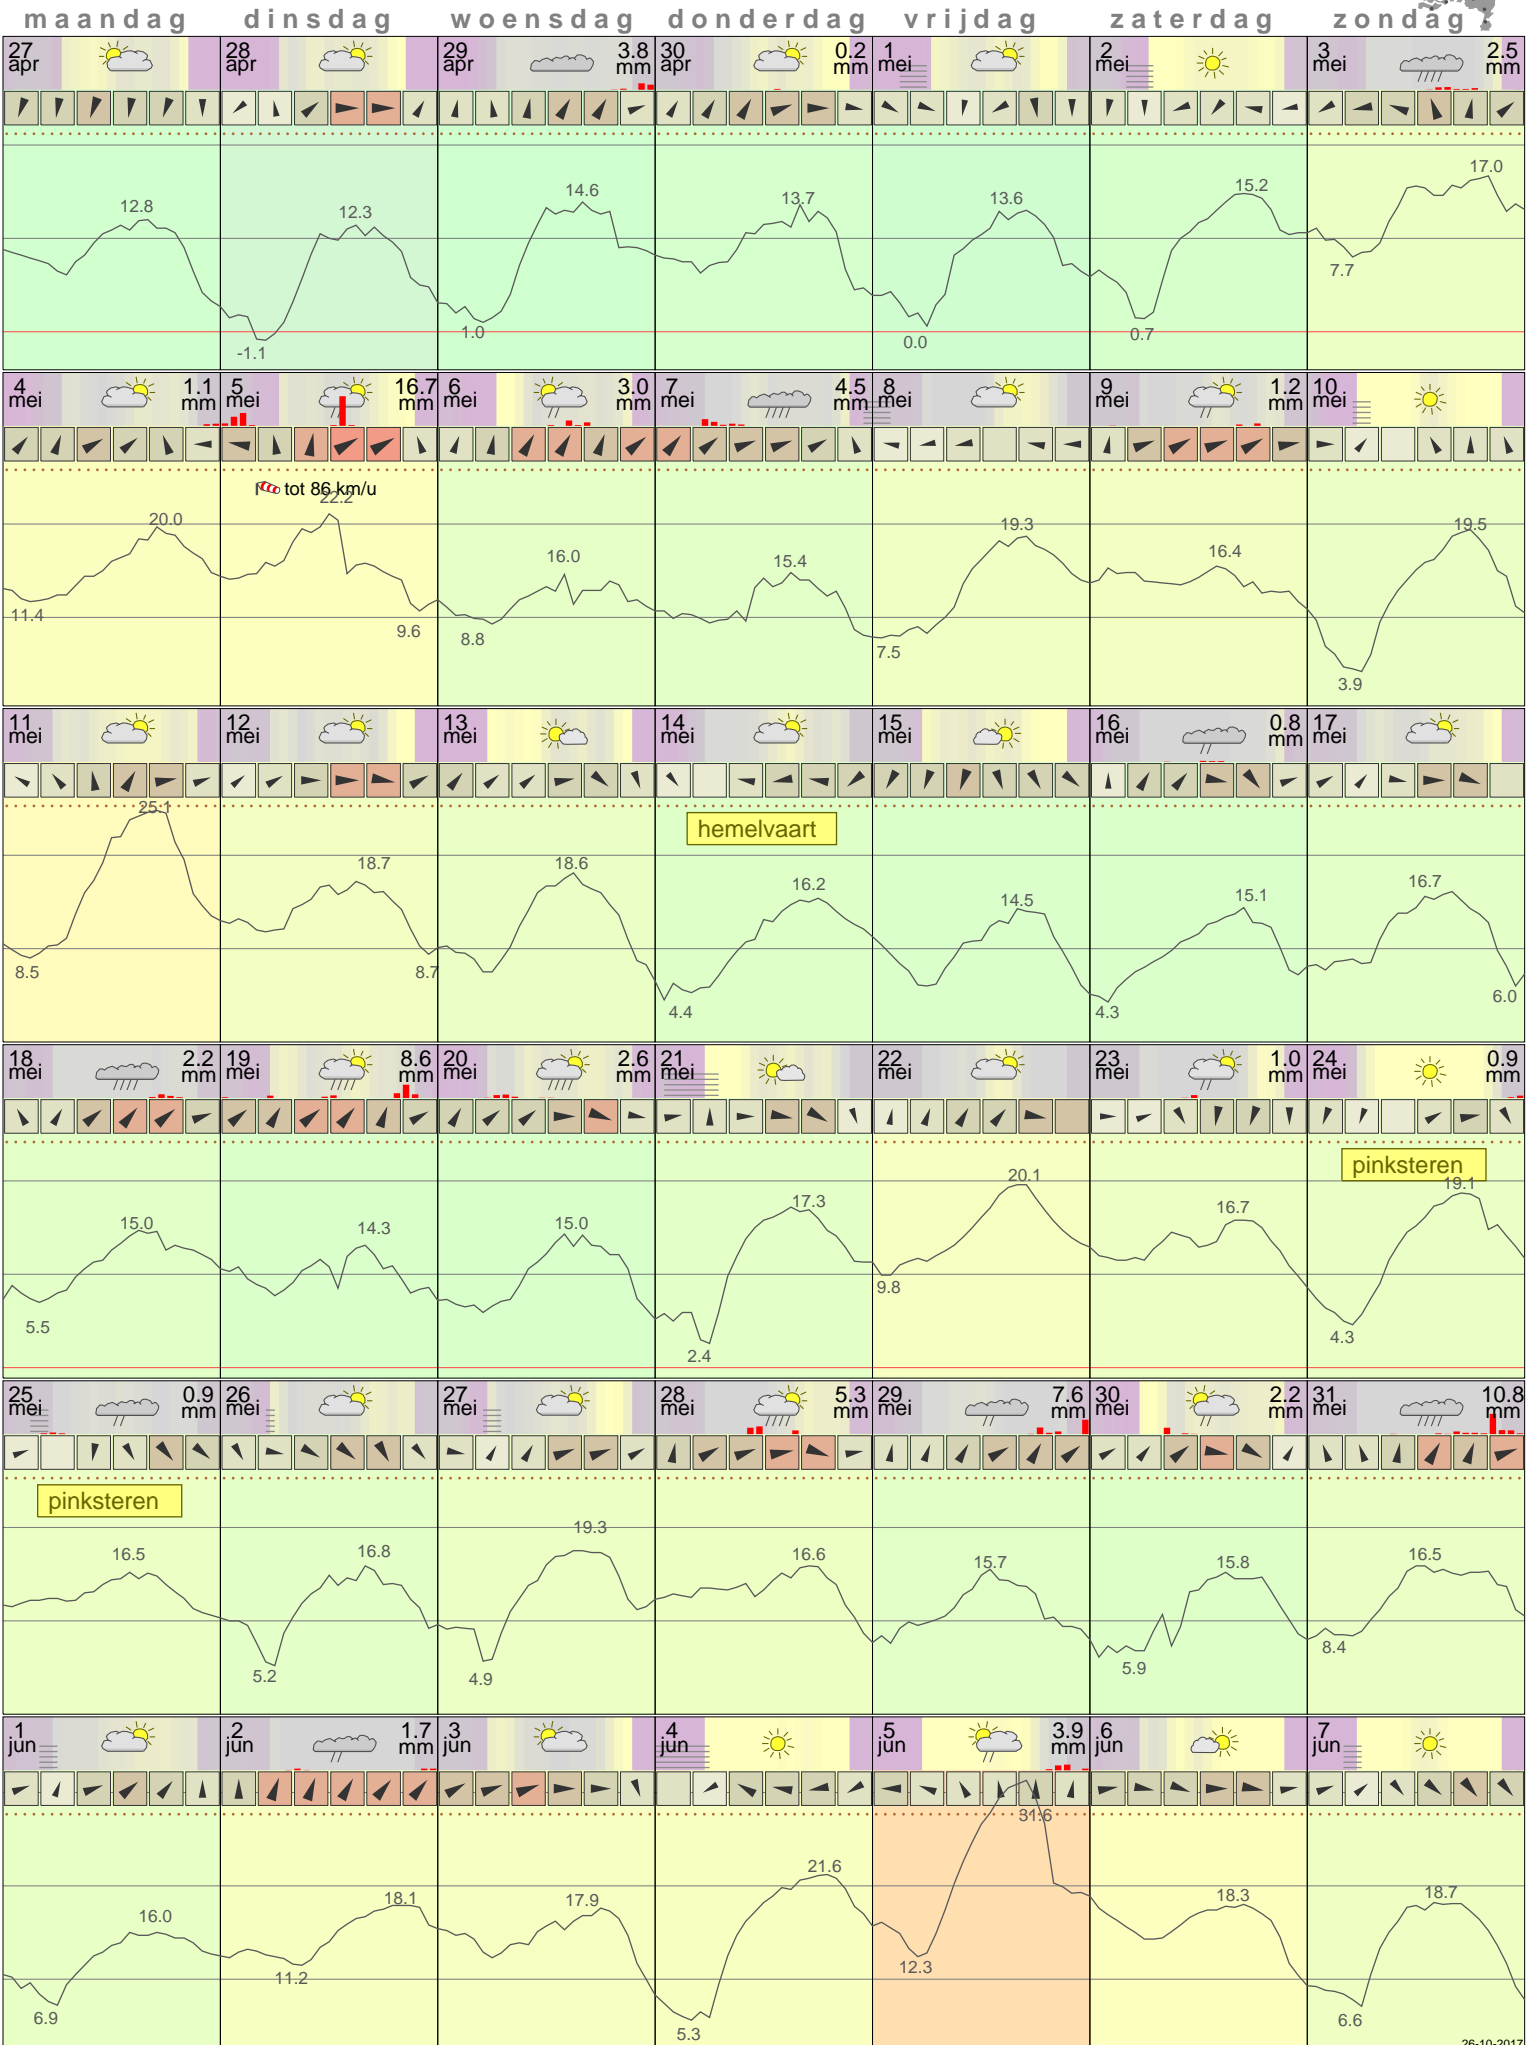 maandag dinsdag woensdag donderdag vrijdag zaterdag zondag
27 apr 28 apr 29 apr 3.8 mm 30 apr 0.2 mm 1 mei 2 mei 3 mei 2.5 mm
12.8 12.3 14.6 13.7 13.6 15.2 17.0
-1.1 1.0 0.0 0.7 7.7
4 mei 1.1 mm 5 mei 16.7 mm 6 mei 3.0 mm 7 mei 4.5 mm 8 mei 9 mei 1.2 mm 10 mei
tot 86 km/u
20.0 22.2 16.0 15.4 19.3 16.4 19.5
11.4 9.6 8.8 7.5 3.9
11 mei 12 mei 13 mei 14 mei 15 mei 16 mei 0.8 mm 17 mei
hemelvaart
25.1 18.7 18.6 16.2 14.5 15.1 16.7
8.5 8.7 4.4 4.3 6.0
18 mei 2.2 mm 19 mei 8.6 mm 20 mei 2.6 mm 21 mei 22 mei 23 mei 1.0 mm 24 mei 0.9 mm
pinksteren
15.0 14.3 15.0 17.3 20.1 16.7 19.1
5.5 2.4 9.8 4.3
25 mei 0.9 mm 26 mei 27 mei 28 mei 5.3 mm 29 mei 7.6 mm 30 mei 2.2 mm 31 mei 10.8 mm
pinksteren
16.5 16.8 19.3 16.6 15.7 15.8 16.5
5.2 4.9 5.9 8.4
1 jun 2 jun 1.7 mm 3 jun 4 jun 5 jun 3.9 mm 6 jun 7 jun
16.0 18.1 17.9 21.6 31.6 18.3 18.7
6.9 11.2 5.3 12.3 6.6
26-10-2017